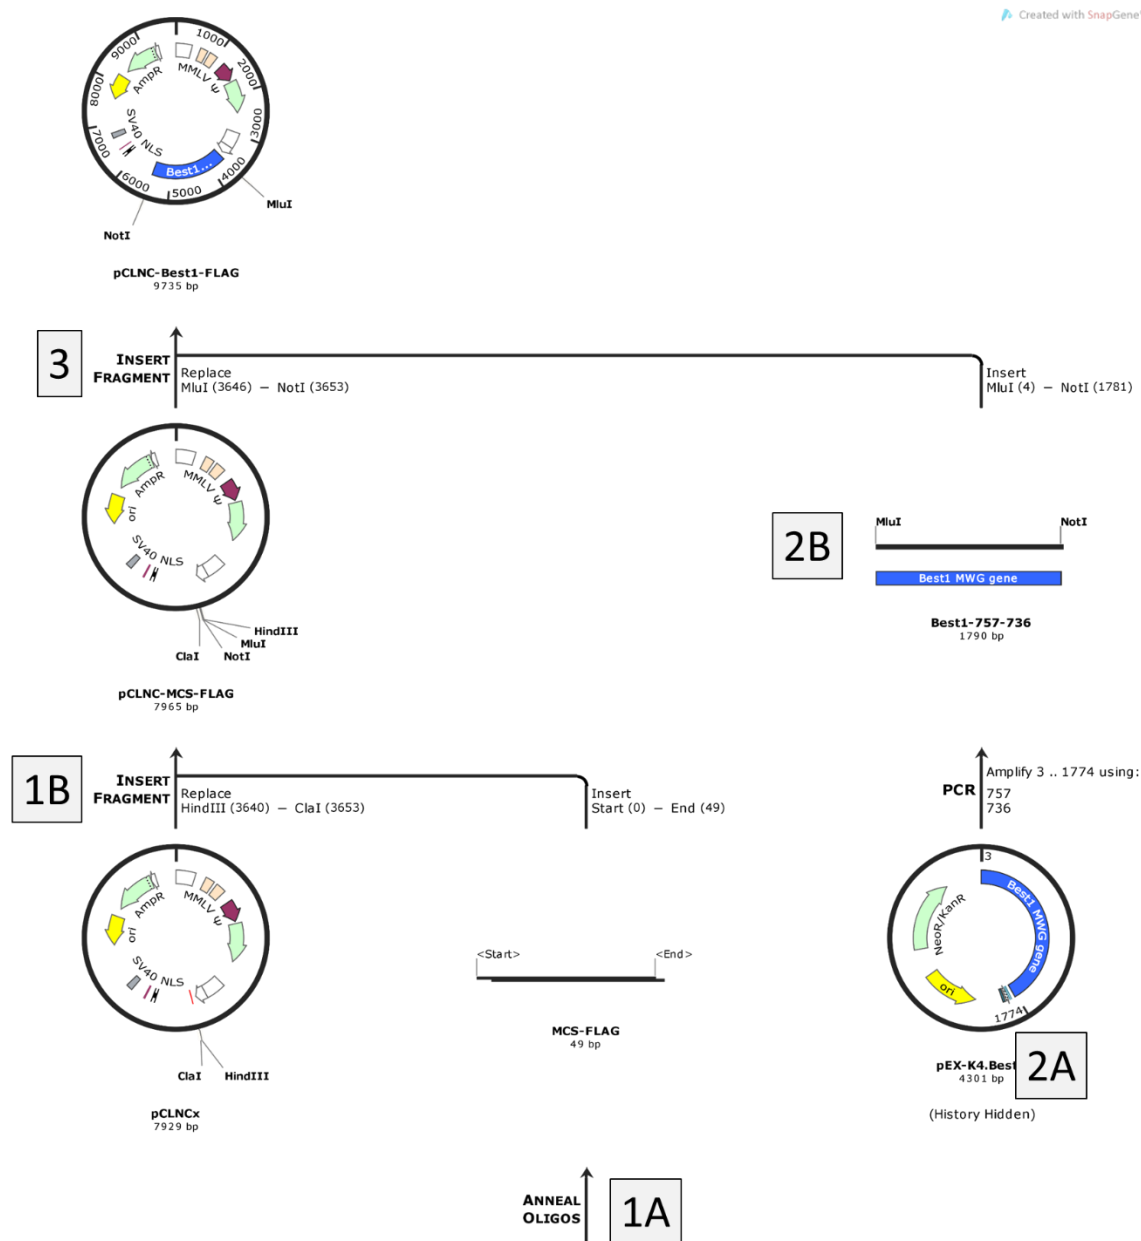 Created with SnapGene®
1000
2000
3000
4000
5000
6000
7000
8000
9000
AmpR
MMLV Ψ
SV40 NLS
Best1...
MluI
NotI
pCLNC-Best1-FLAG
9735 bp
3
INSERT
FRAGMENT
Replace
MluI (3646) – NotI (3653)
Insert
MluI (4) – NotI (1781)
AmpR
MMLV Ψ
ori
SV40 NLS
HindIII
MluI
ClaI
NotI
pCLNC-MCS-FLAG
7965 bp
2B
MluI
NotI
Best1 MWG gene
Best1-757-736
1790 bp
1B
INSERT
FRAGMENT
Replace
HindIII (3640) – ClaI (3653)
Insert
Start (0) – End (49)
PCR
Amplify 3 .. 1774 using:
757
736
AmpR
MMLV Ψ
ori
SV40 NLS
ClaI
HindIII
pCLNCx
7929 bp
<Start>
<End>
MCS-FLAG
49 bp
3
Best1 MWG gene
NeoR/KanR
ori
1774
pEX-K4.Best
4301 bp
2A
(History Hidden)
ANNEAL
OLIGOS
1A